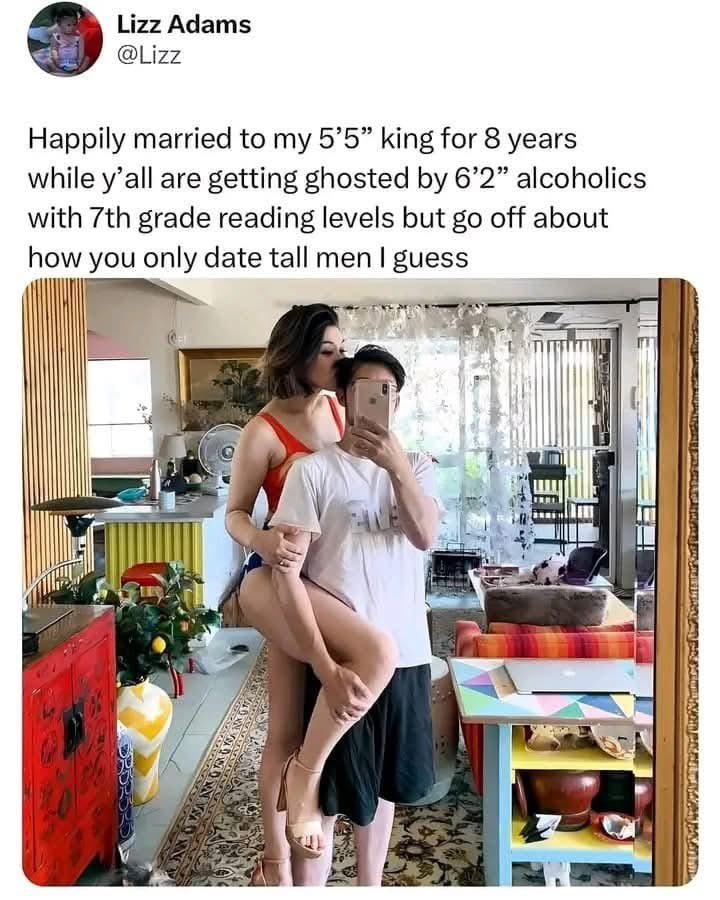 Lizz Adams
@Lizz
Happily married to my 5’5” king for 8 years
while y’all are getting ghosted by 6’2” alcoholics
with 7th grade reading levels but go off about
how you only date tall men I guess